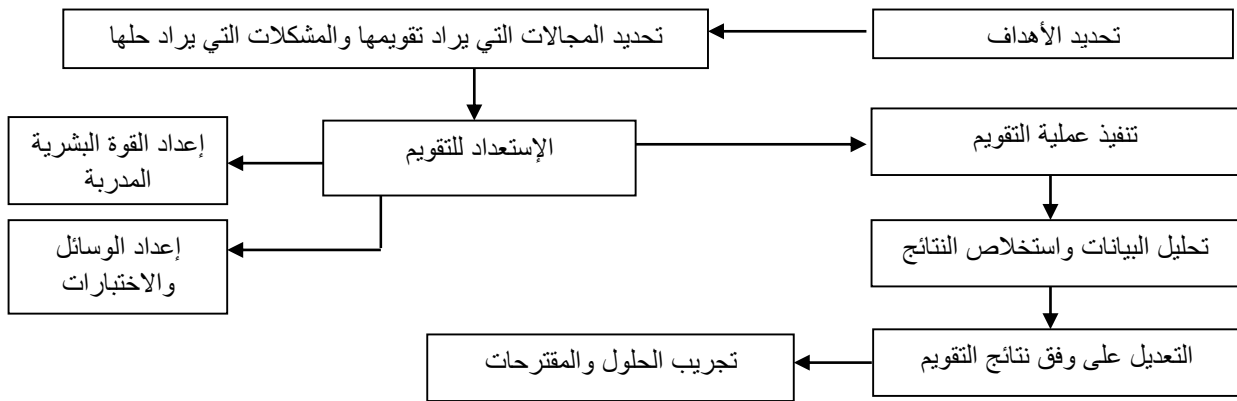 تحديد الأهداف
تحديد المجالات التي يراد تقويمها والمشكلات التي يراد حلها
الإستعداد للتقويم
إعداد القوة البشرية
المدربة
إعداد الوسائل
والاختبارات
تنفيذ عملية التقويم
تحليل البيانات واستخلاص النتائج
التعديل على وفق نتائج التقويم
تجريب الحلول والمقترحات